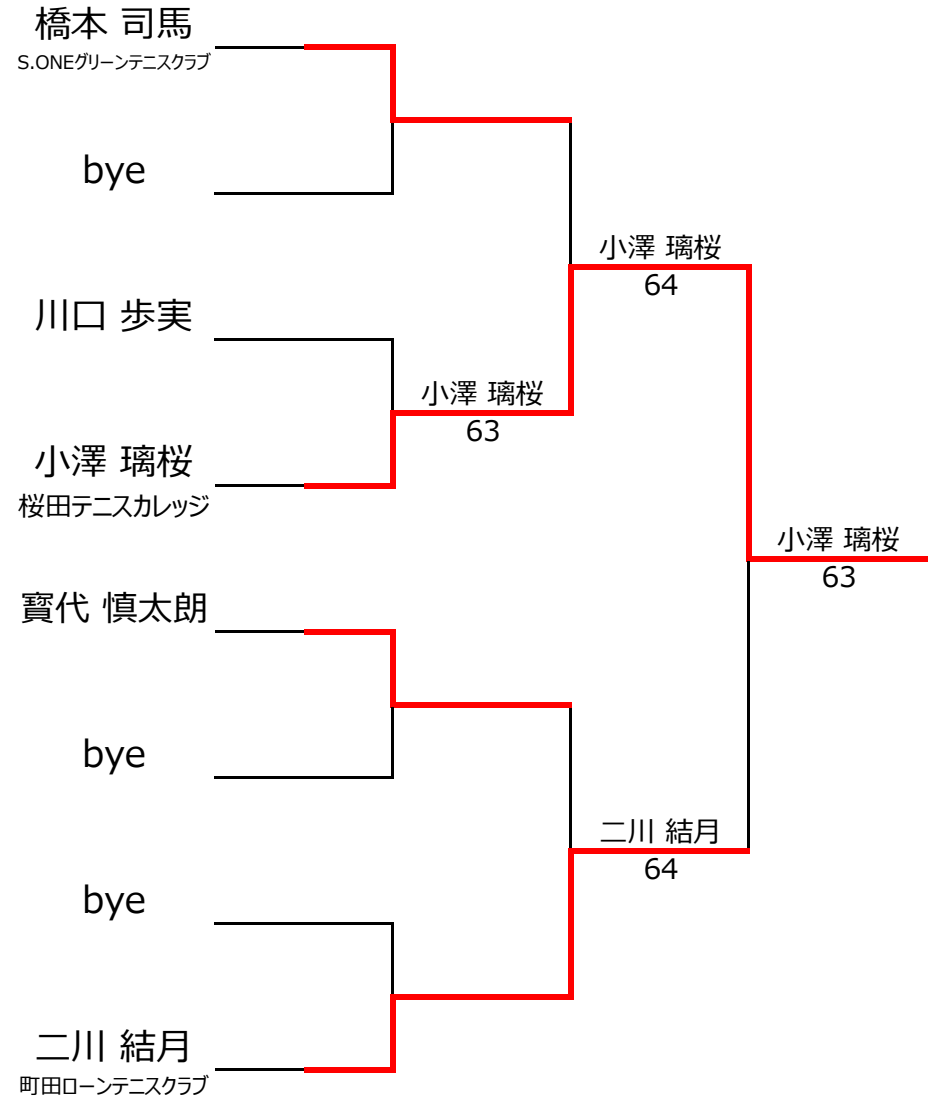 橋本 司馬
S.ONEグリーンテニスクラブ
bye
川口 歩実
小澤 璃桜
桜田テニスカレッジ
寳代 慎太朗
bye
bye
二川 結月
町田ローンテニスクラブ
小澤 璃桜
63
小澤 璃桜
64
二川 結月
64
小澤 璃桜
63